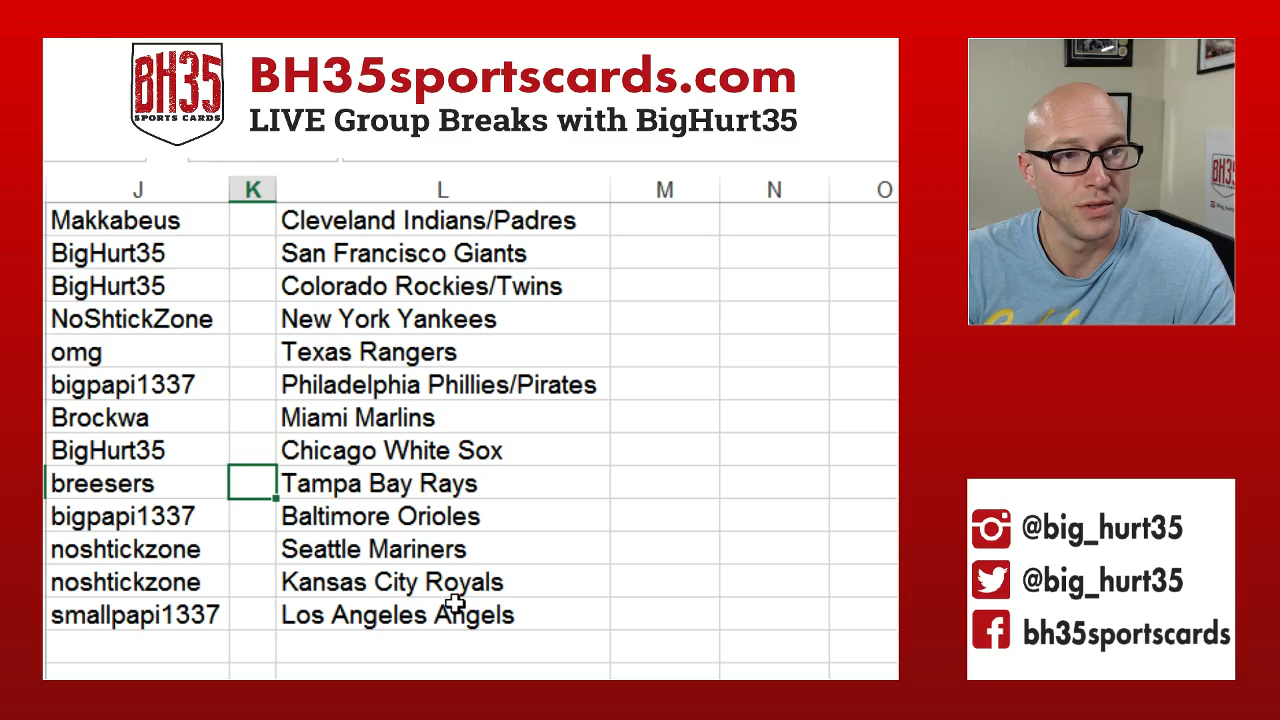 BH35
SPORTS CARDS
BH35sportscards.com
LIVE Group Breaks with BigHurt35
J K L M N O
Makkabeus Cleveland Indians/Padres
BigHurt35 San Francisco Giants
BigHurt35 Colorado Rockies/Twins
NoShtickZone New York Yankees
omg Texas Rangers
bigpapi1337 Philadelphia Phillies/Pirates
Brockwa Miami Marlins
BigHurt35 Chicago White Sox
breesers Tampa Bay Rays
bigpapi1337 Baltimore Orioles
noshtickzone Seattle Mariners
noshtickzone Kansas City Royals
smallpapi1337 Los Angeles Angels
BH35
@big_hurt35
@big_hurt35
bh35sportscards